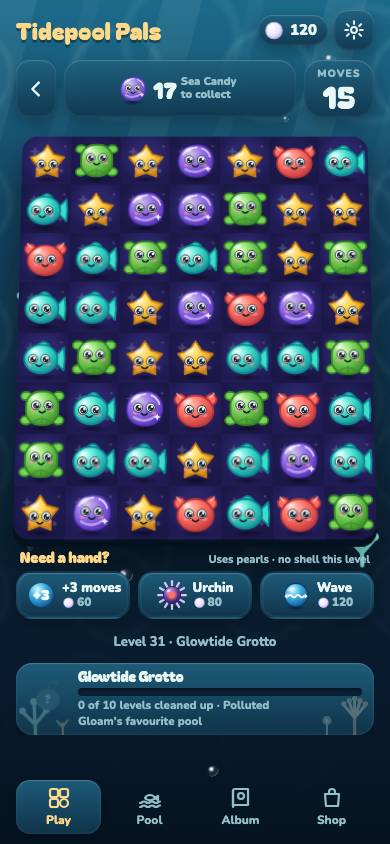 Tidepool Pals
120
17 Sea Candy
to collect
MOVES
15
Need a hand?
Uses pearls · no shell this level
+3
+3 moves
60
Urchin
80
Wave
120
Level 31 · Glowtide Grotto
Glowtide Grotto
0 of 10 levels cleaned up · Polluted
Gloam's favourite pool
Play
Pool
Album
Shop